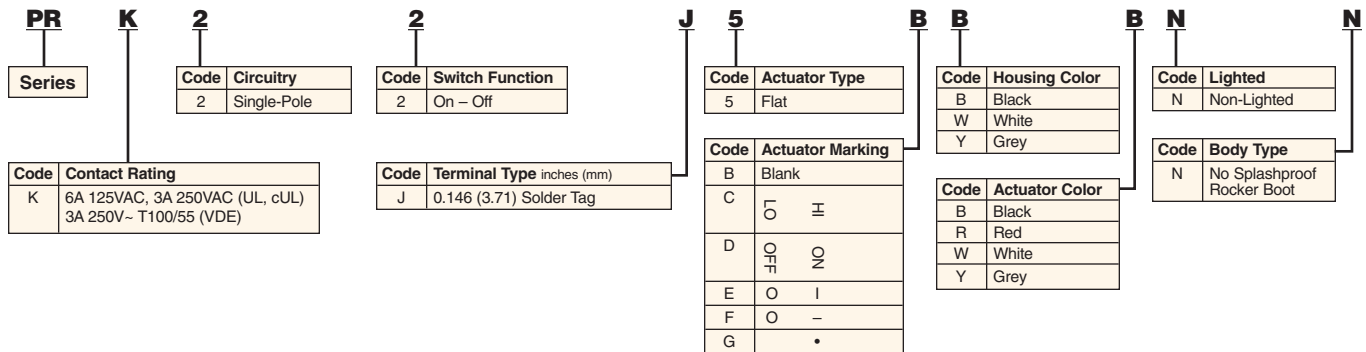 PR K 2 2 J 5 B B B N N
Series
Code Circuitry
2 Single-Pole
Code Switch Function
2 On – Off
Code Actuator Type
5 Flat
Code Housing Color
B Black
W White
Y Grey
Code Lighted
N Non-Lighted
Code Contact Rating
K 6A 125VAC, 3A 250VAC (UL, cUL)
3A 250V~ T100/55 (VDE)
Code Terminal Type inches (mm)
J 0.146 (3.71) Solder Tag
Code Actuator Marking
B Blank
C LO HI
D OFF ON
E O I
F O –
G •
Code Actuator Color
B Black
R Red
W White
Y Grey
Code Body Type
N No Splashproof
Rocker Boot